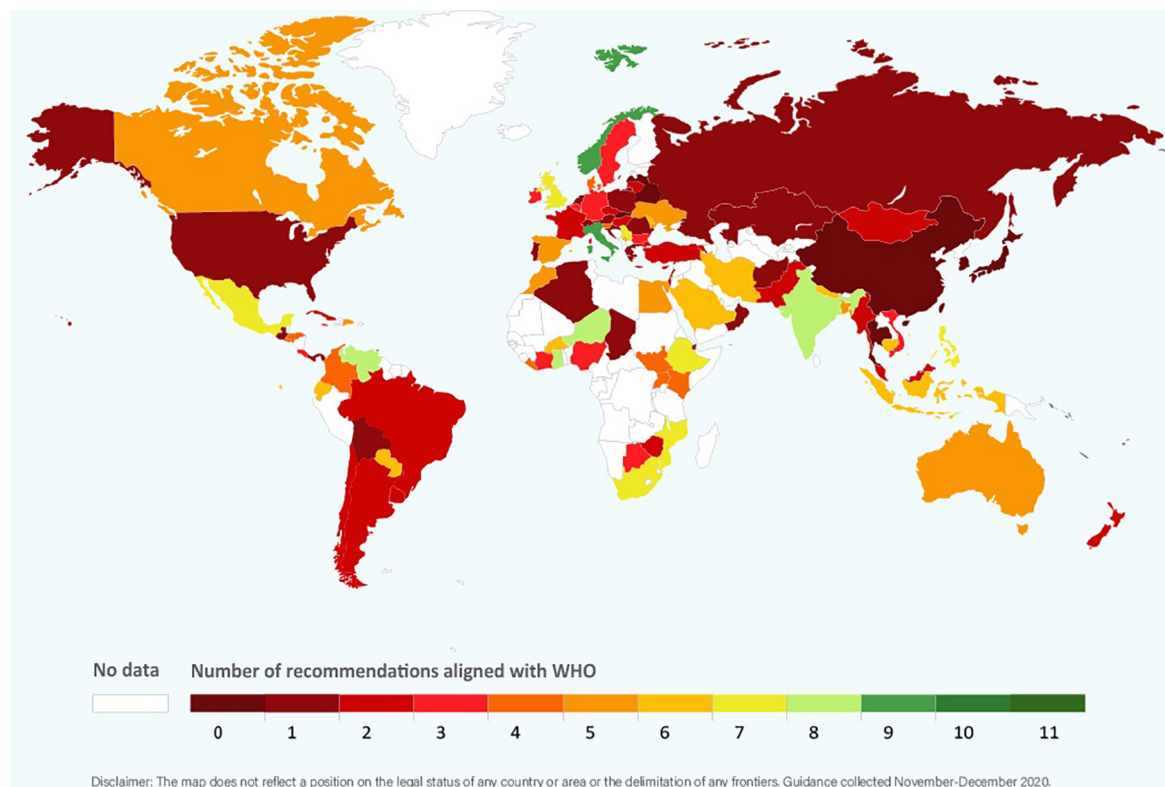 No data
Number of recommendations aligned with WHO
0 1 2 3 4 5 6 7 8 9 10 11
Disclaimer: The map does not reflect a position on the legal status of any country or area or the delimitation of any frontiers. Guidance collected November-December 2020.